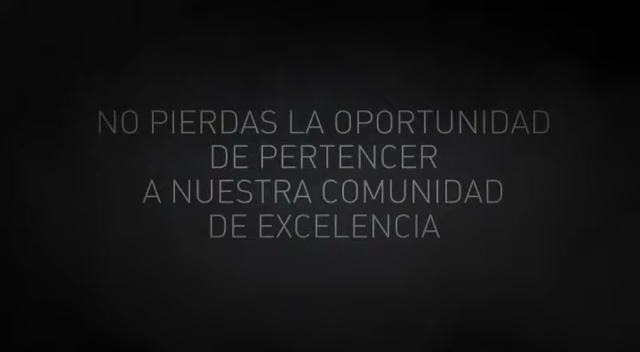 NO PIERDAS LA OPORTUNIDAD
DE PERTENCER
A NUESTRA COMUNIDAD
DE EXCELENCIA